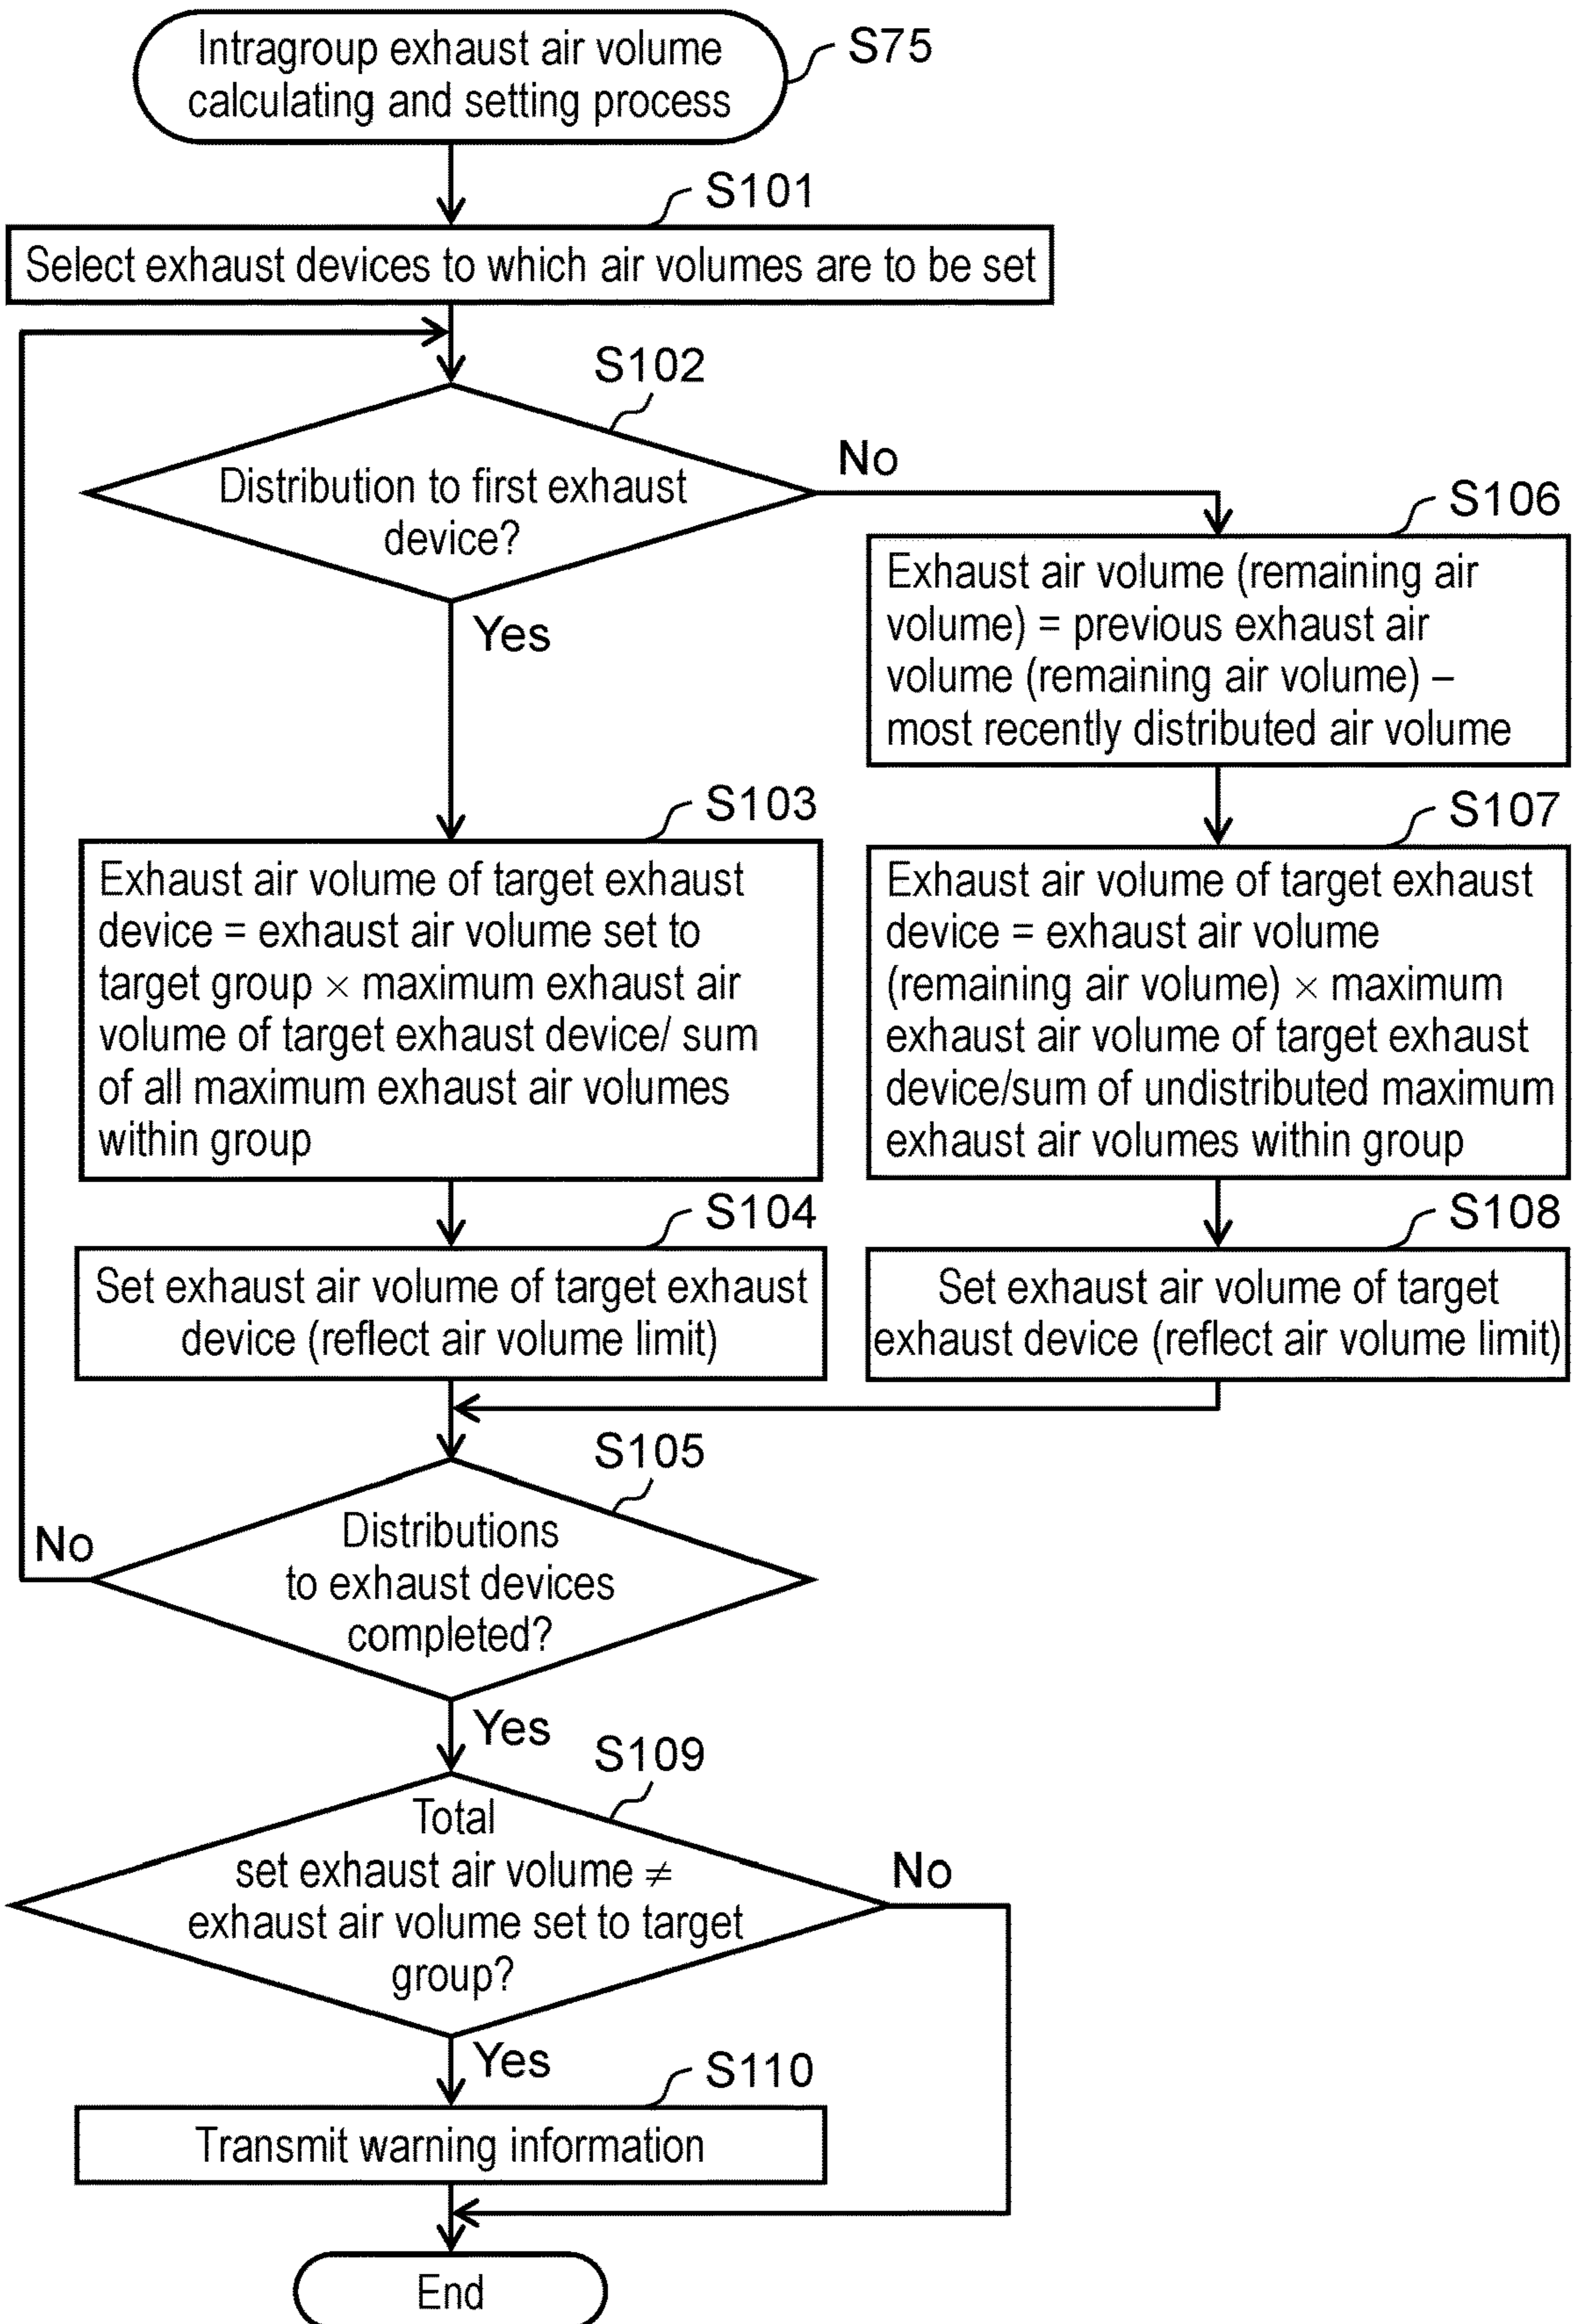 Intragroup exhaust air volume
calculating and setting process
S75
S101
Select exhaust devices to which air volumes are to be set
S102
Distribution to first exhaust
device?
No
Yes
S106
Exhaust air volume (remaining air
volume) = previous exhaust air
volume (remaining air volume) –
most recently distributed air volume
S103
Exhaust air volume of target exhaust
device = exhaust air volume set to
target group × maximum exhaust air
volume of target exhaust device/ sum
of all maximum exhaust air volumes
within group
S107
Exhaust air volume of target exhaust
device = exhaust air volume
(remaining air volume) × maximum
exhaust air volume of target exhaust
device/sum of undistributed maximum
exhaust air volumes within group
S104
Set exhaust air volume of target exhaust
device (reflect air volume limit)
S108
Set exhaust air volume of target
exhaust device (reflect air volume limit)
S105
Distributions
to exhaust devices
completed?
No
Yes
S109
Total
set exhaust air volume ≠
exhaust air volume set to target
group?
No
Yes
S110
Transmit warning information
End